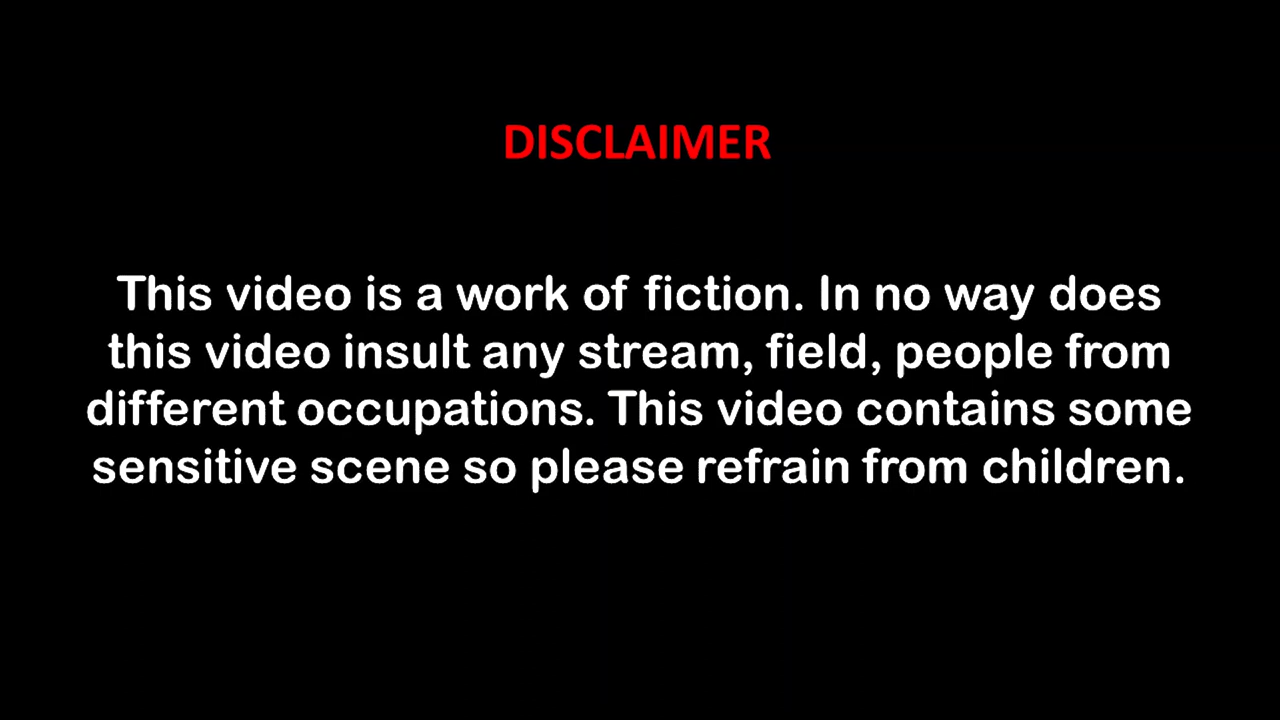 DISCLAIMER
This video is a work of fiction. In no way does
this video insult any stream, field, people from
different occupations. This video contains some
sensitive scene so please refrain from children.